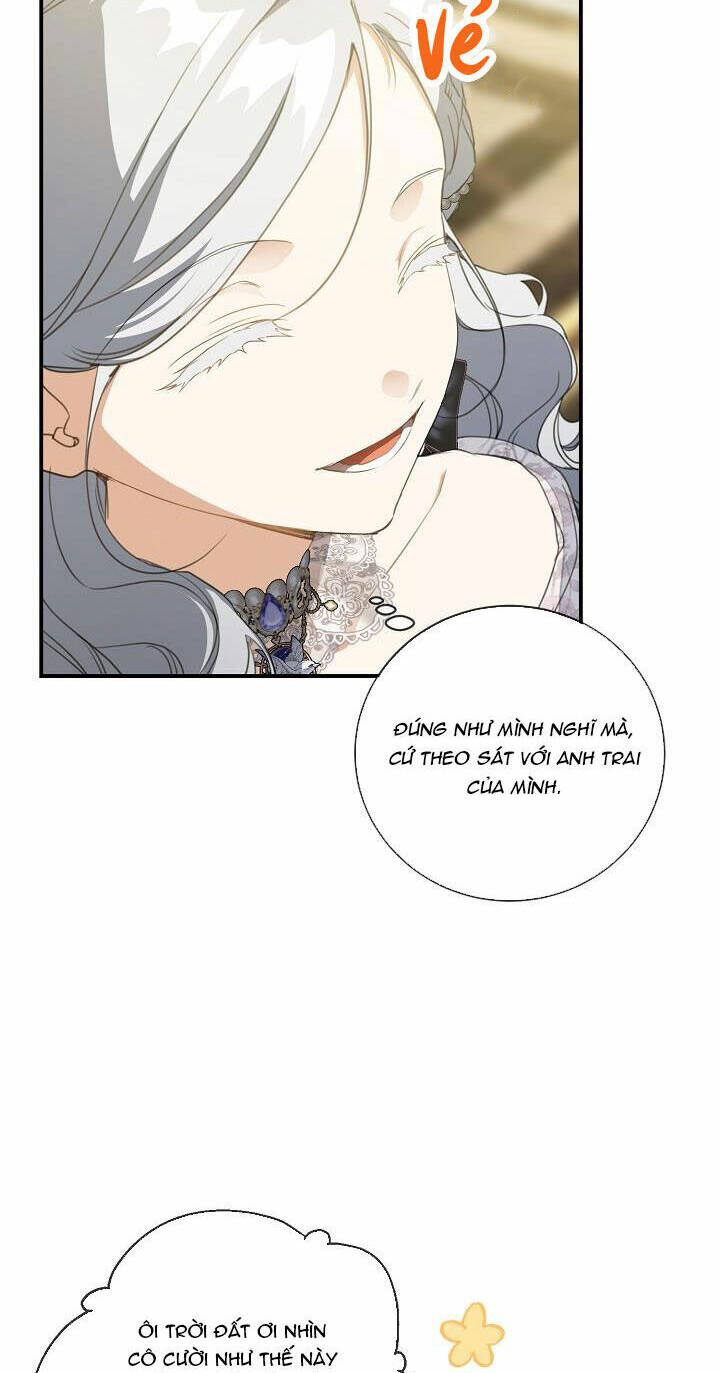 VẺ
ĐÚNG NHƯ MÌNH NGHĨ MÀ,
CỨ THEO SÁT VỚI ANH TRAI
CỦA MÌNH.
ÔI TRỜI ĐẤT ƠI NHÌN
CÔ CƯỜI NHƯ THẾ NÀY